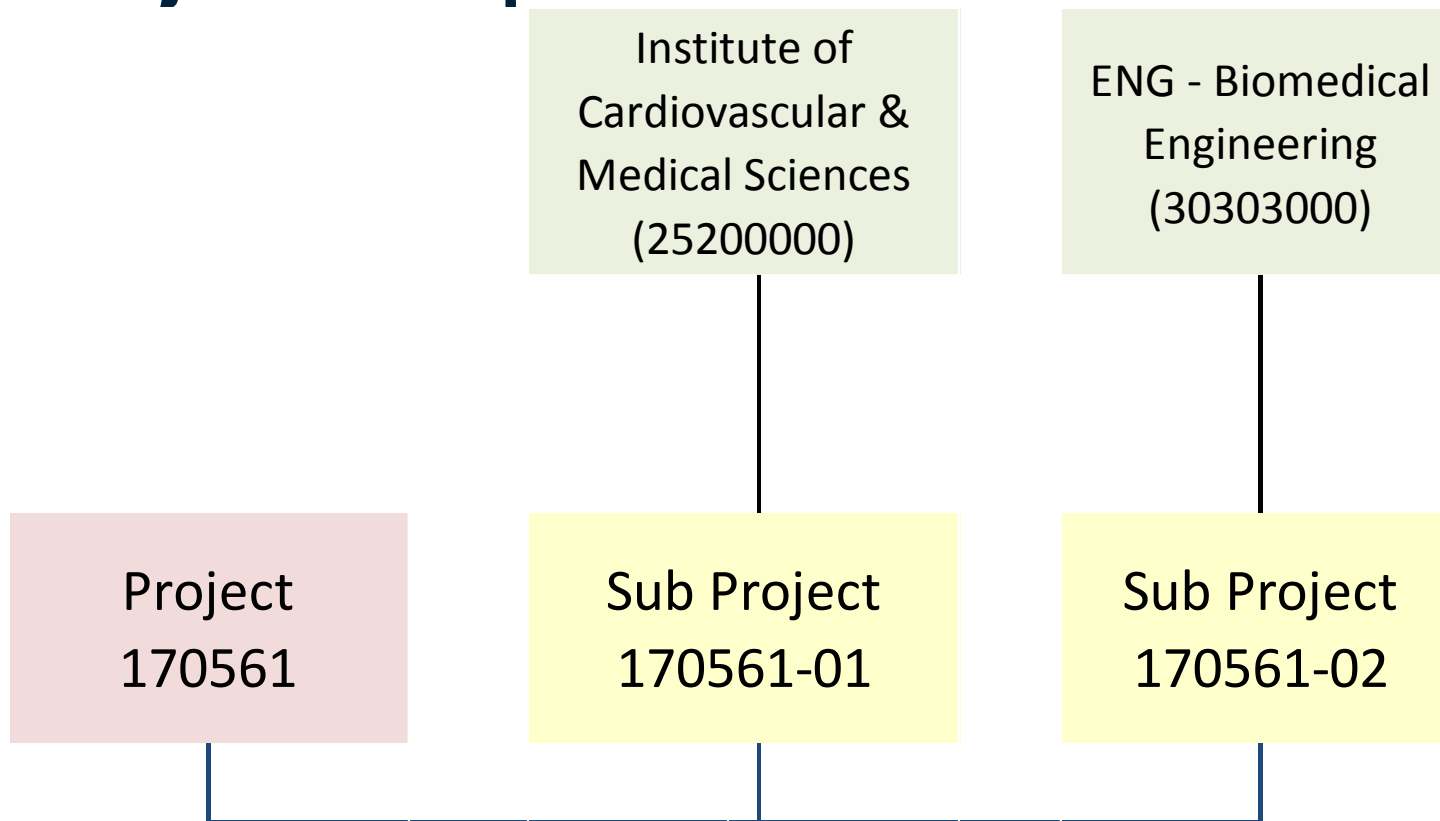 Institute of
Cardiovascular &
Medical Sciences
(25200000)
ENG - Biomedical
Engineering
(30303000)
Project
170561
Sub Project
170561-01
Sub Project
170561-02